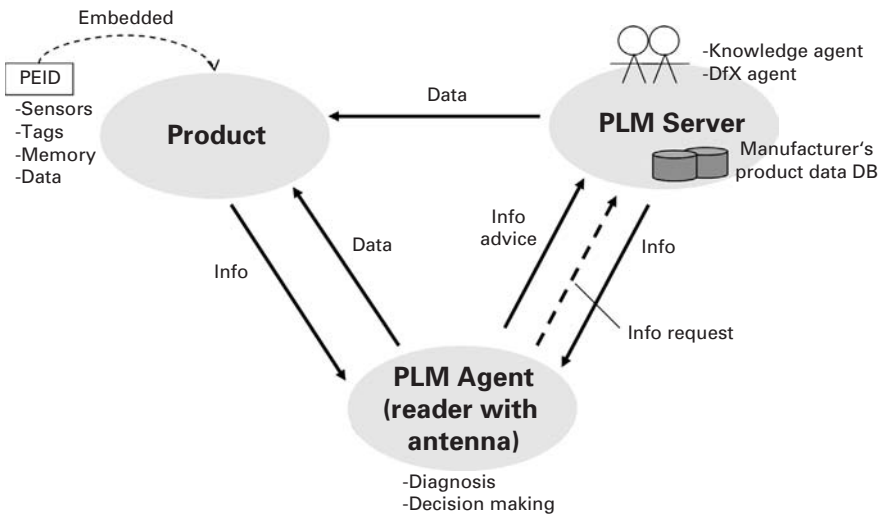 Embedded
PEID
-Sensors
-Tags
-Memory
-Data
Product
Data
-Knowledge agent
-DfX agent
PLM Server
Manufacturer‘s
product data DB
Info
Data
Info
advice
Info
Info request
PLM Agent
(reader with
antenna)
-Diagnosis
-Decision making